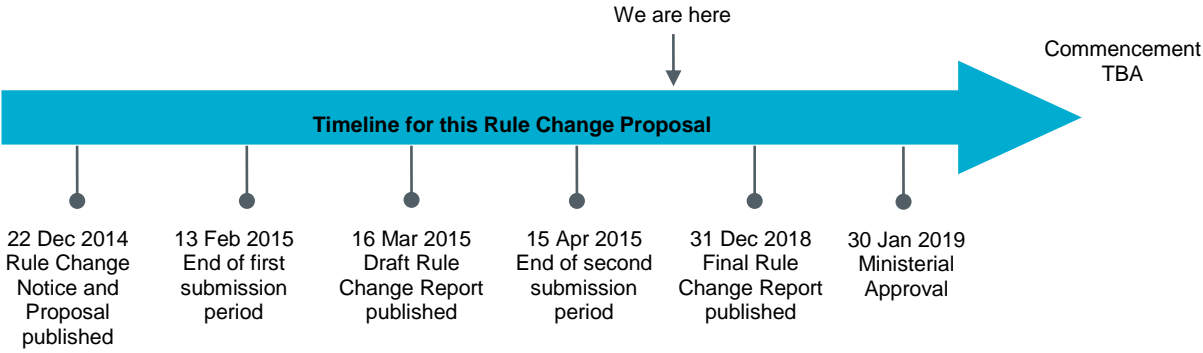 We are here
Commencement
TBA
Timeline for this Rule Change Proposal
22 Dec 2014
Rule Change
Notice and
Proposal
published
13 Feb 2015
End of first
submission
period
16 Mar 2015
Draft Rule
Change Report
published
15 Apr 2015
End of second
submission
period
31 Dec 2018
Final Rule
Change Report
published
30 Jan 2019
Ministerial
Approval